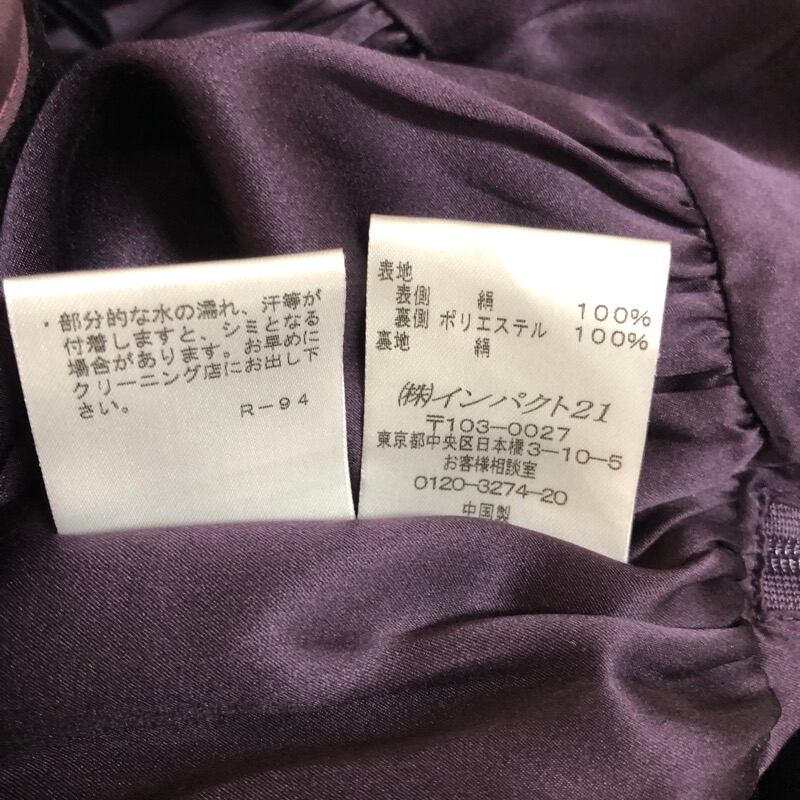 ・部分的な水の濡れ、汗等が
付着しますと、シミとなる
場合があります。お早めに
クリーニング店にお出し下
さい。
R-94
表地
表側 絹 100%
裏側 ポリエステル 100%
裏地 絹
(株)インパクト21
〒103-0027
東京都中央区日本橋3-10-5
お客様相談室
0120-3274-20
中国製